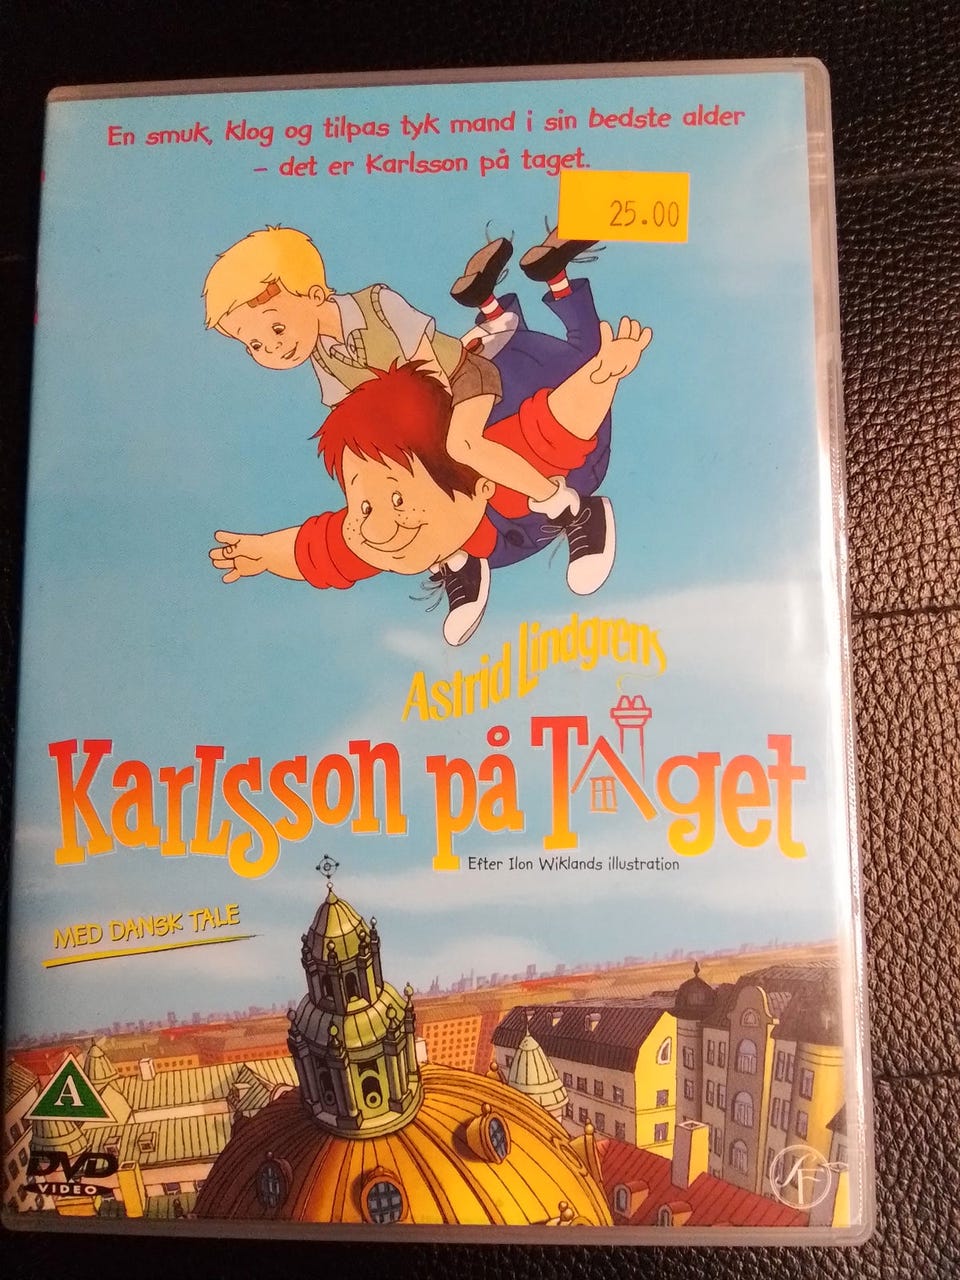 En smuk, klog og tilpas tyk mand i sin bedste alder
– det er Karlsson på taget.
25.00
Astrid Lindgrens
Karlsson på Taget
Efter Ilon Wiklands illustration
MED DANSK TALE
A
DVD
VIDEO
SF